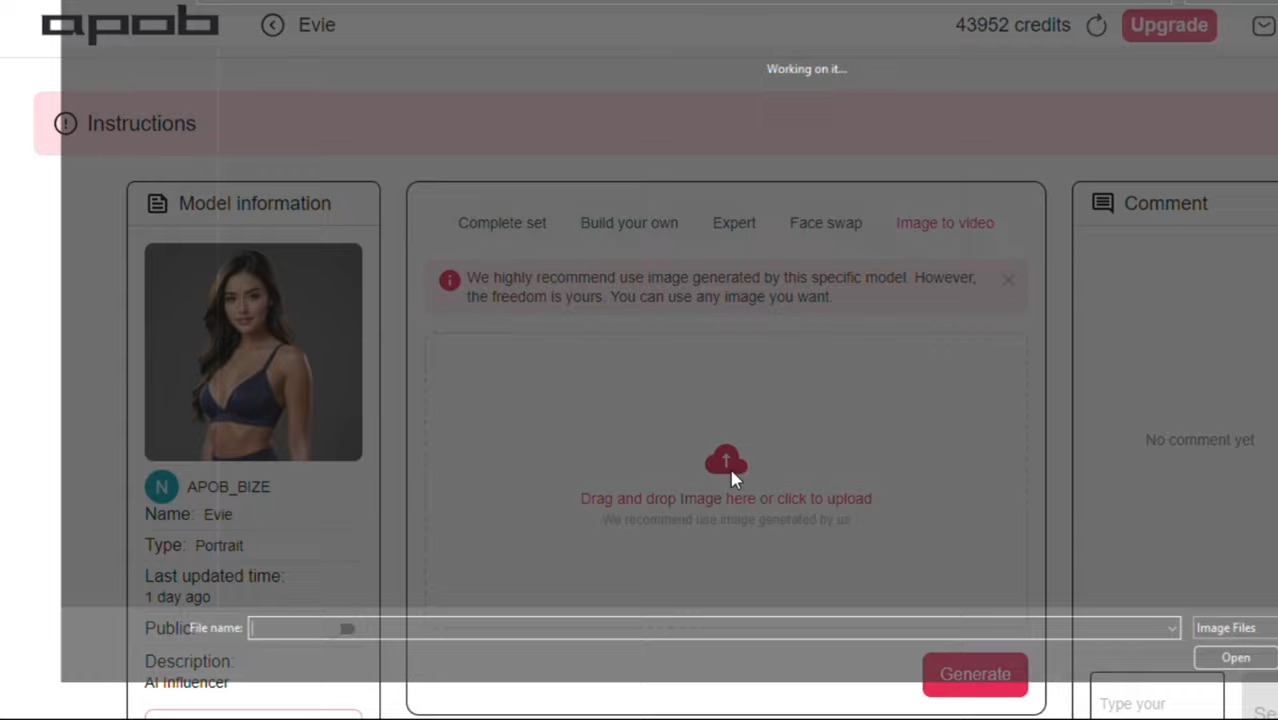 apob
Evie
43952 credits
Upgrade
Working on it...
Instructions
Model information
APOB_BIZE
N
Name: Evie
Type: Portrait
Last updated time:
1 day ago
Public
Description:
AI Influencer
Complete set
Build your own
Expert
Face swap
Image to video
We highly recommend use image generated by this specific model. However,
the freedom is yours. You can use any image you want.
Drag and drop Image here or click to upload
We recommend use image generated by us
Generate
Comment
No comment yet
Type your
Se
File name:
Image Files
Open